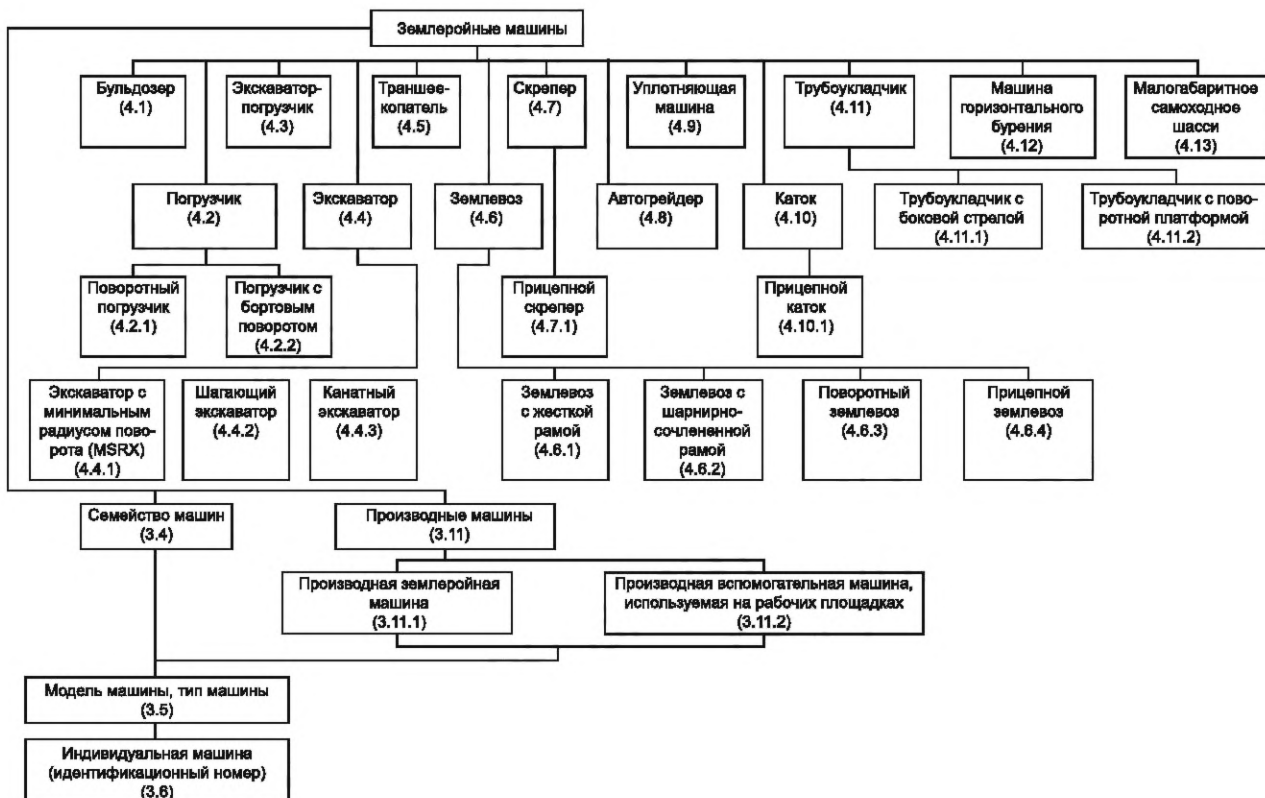 Землеройные машины
Бульдозер
(4.1)
Экскаватор-
погрузчик
(4.3)
Траншее-
копатель
(4.5)
Скрепер
(4.7)
Уплотняющая
машина
(4.9)
Трубоукладчик
(4.11)
Машина
горизонтального
бурения
(4.12)
Малогабаритное
самоходное
шасси
(4.13)
Погрузчик
(4.2)
Экскаватор
(4.4)
Землевоз
(4.6)
Автогрейдер
(4.8)
Каток
(4.10)
Трубоукладчик с
боковой стрелой
(4.11.1)
Трубоукладчик с пово-
ротной платформой
(4.11.2)
Поворотный
погрузчик
(4.2.1)
Погрузчик с
бортовым
поворотом
(4.2.2)
Прицепной
скрепер
(4.7.1)
Прицепной
каток
(4.10.1)
Экскаватор с
минимальным
радиусом пово-
рота (MSRX)
(4.4.1)
Шагающий
экскаватор
(4.4.2)
Канатный
экскаватор
(4.4.3)
Землевоз
с жесткой
рамой
(4.6.1)
Землевоз с
шарнирно-
сочлененной
рамой
(4.6.2)
Поворотный
землевоз
(4.6.3)
Прицепной
землевоз
(4.6.4)
Семейство машин
(3.4)
Производные машины
(3.11)
Производная землеройная
машина
(3.11.1)
Производная вспомогательная машина,
используемая на рабочих площадках
(3.11.2)
Модель машины, тип машины
(3.5)
Индивидуальная машина
(идентификационный номер)
(3.6)